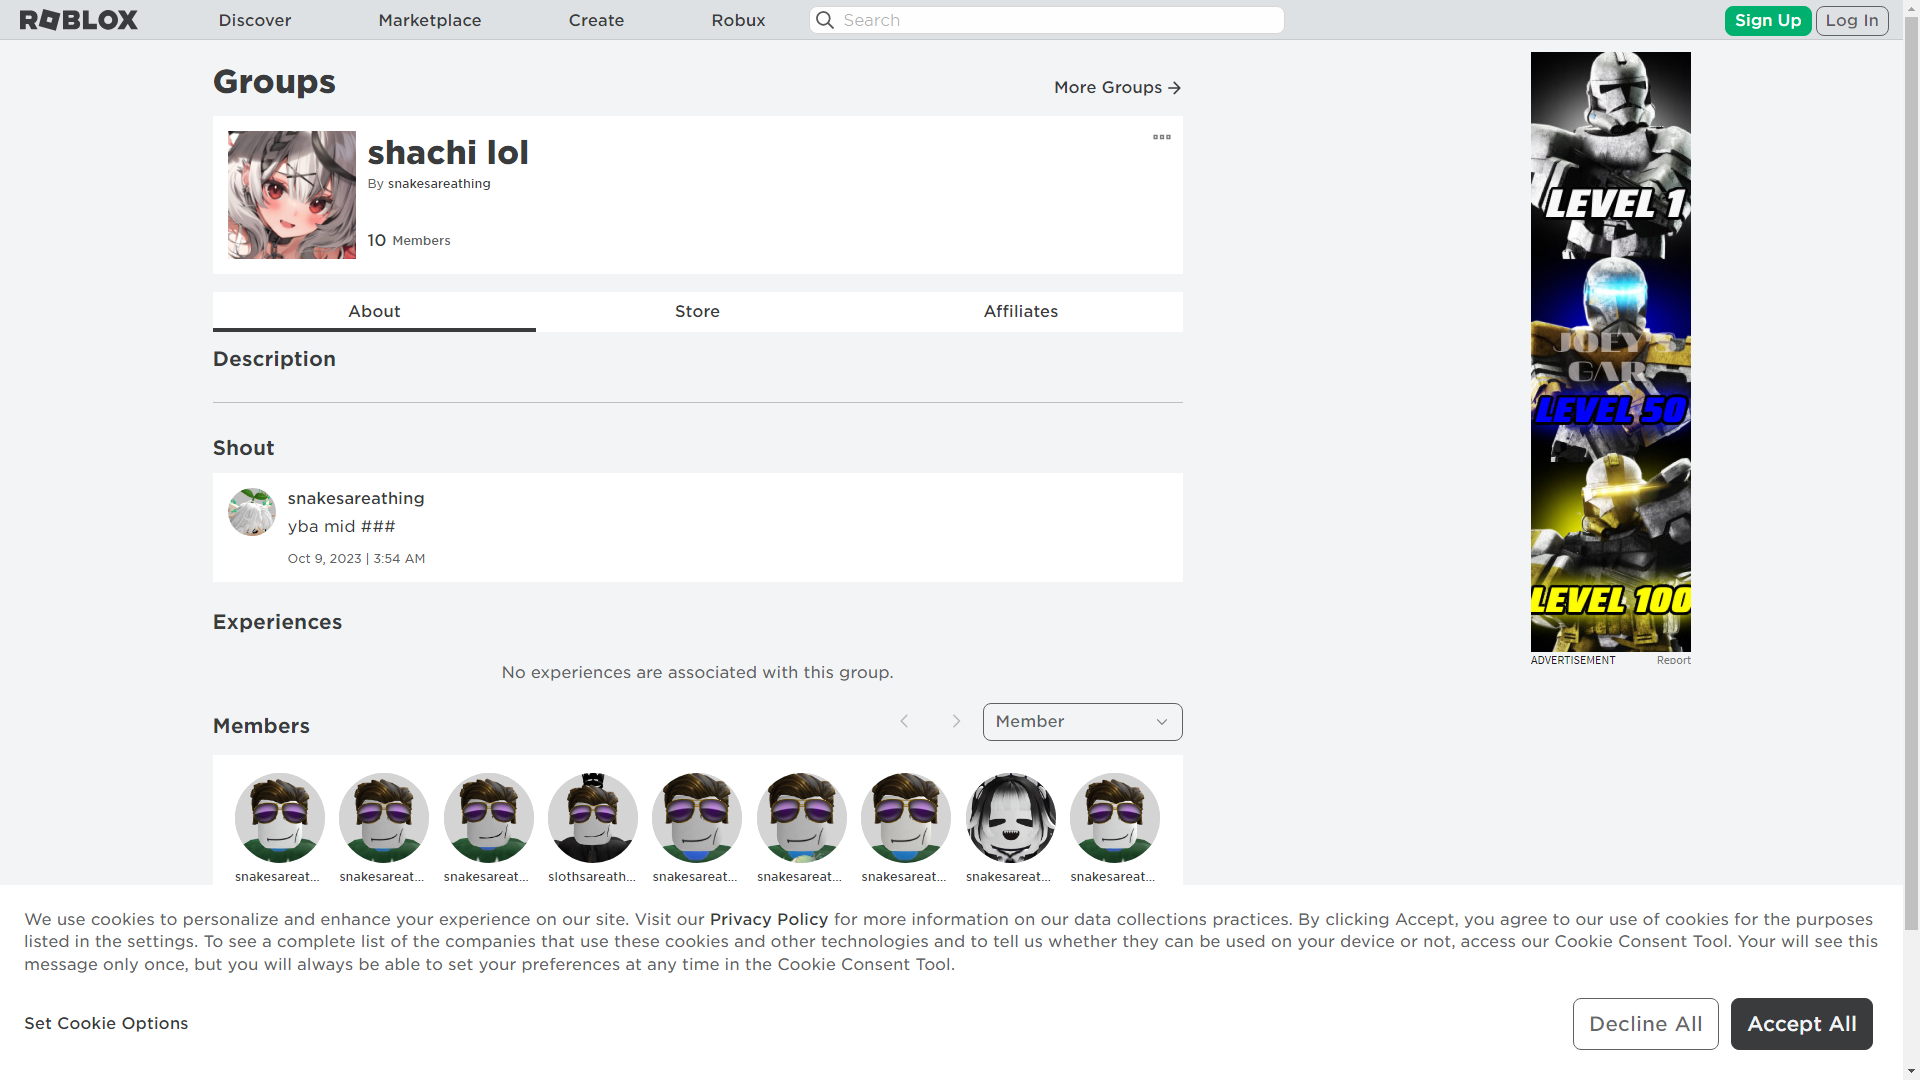 ROBLOX
Discover
Marketplace
Create
Robux
Search
Sign Up
Log In
Groups
More Groups
shachi lol
By snakesareathing
10 Members
About
Store
Affiliates
Description
Shout
snakesareathing
yba mid ###
Oct 9, 2023 | 3:54 AM
Experiences
No experiences are associated with this group.
Members
Member
snakesareat...
snakesareat...
snakesareat...
slothsareath...
snakesareat...
snakesareat...
snakesareat...
snakesareat...
snakesareat...
LEVEL 1
JOEY'S
GAR
LEVEL 50
LEVEL 100
ADVERTISEMENT
Report
We use cookies to personalize and enhance your experience on our site. Visit our Privacy Policy for more information on our data collections practices. By clicking Accept, you agree to our use of cookies for the purposes
listed in the settings. To see a complete list of the companies that use these cookies and other technologies and to tell us whether they can be used on your device or not, access our Cookie Consent Tool. Your will see this
message only once, but you will always be able to set your preferences at any time in the Cookie Consent Tool.
Set Cookie Options
Decline All
Accept All